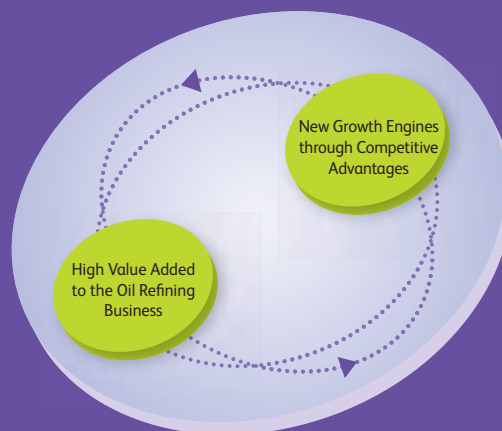 New Growth Engines
through Competitive
Advantages
High Value Added
to the Oil Refining
Business